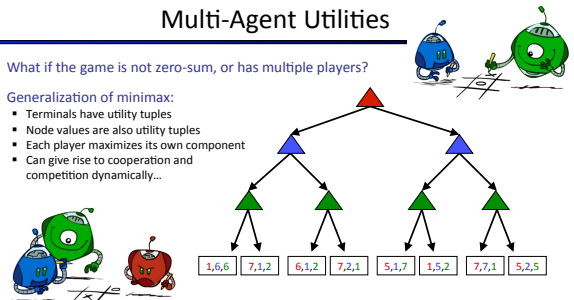 Multi-Agent Utilities
What if the game is not zero-sum, or has multiple players?
Generalization of minimax:
▪ Terminals have utility tuples
▪ Node values are also utility tuples
▪ Each player maximizes its own component
▪ Can give rise to cooperation and
competition dynamically…
1,6,6 7,1,2 6,1,2 7,2,1 5,1,7 1,5,2 7,7,1 5,2,5